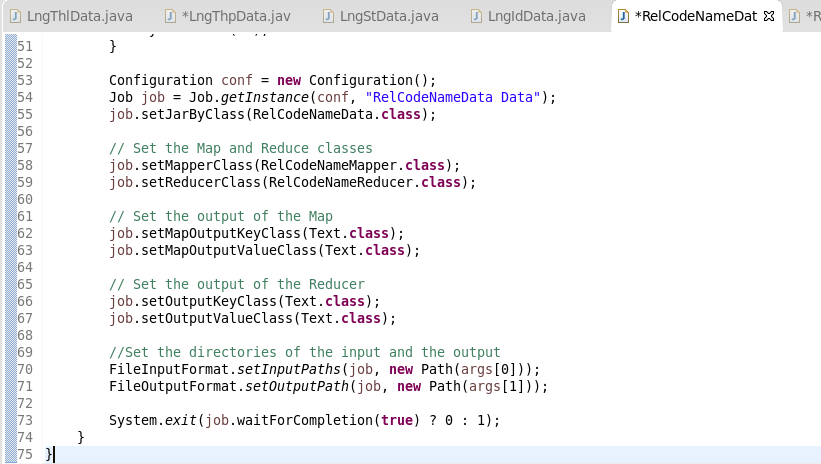 LngThlData.java *LngThpData.jav LngStData.java LngIdData.java *RelCodeNameDat *R
51 }
52
53 Configuration conf = new Configuration();
54 Job job = Job.getInstance(conf, "RelCodeNameData Data");
55 job.setJarByClass(RelCodeNameData.class);
56
57 // Set the Map and Reduce classes
58 job.setMapperClass(RelCodeNameMapper.class);
59 job.setReducerClass(RelCodeNameReducer.class);
60
61 // Set the output of the Map
62 job.setMapOutputKeyClass(Text.class);
63 job.setMapOutputValueClass(Text.class);
64
65 // Set the output of the Reducer
66 job.setOutputKeyClass(Text.class);
67 job.setOutputValueClass(Text.class);
68
69 //Set the directories of the input and the output
70 FileInputFormat.setInputPaths(job, new Path(args[0]));
71 FileOutputFormat.setOutputPath(job, new Path(args[1]));
72
73 System.exit(job.waitForCompletion(true) ? 0 : 1);
74 }
75 }